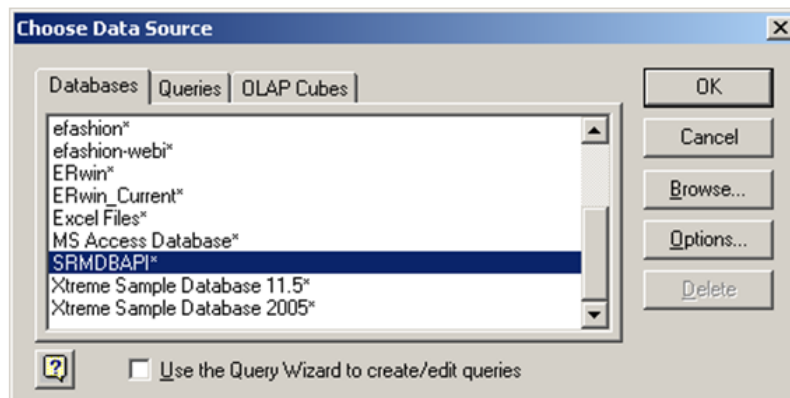 Choose Data Source
Databases Queries OLAP Cubes
efashion*
efashion-webi*
ERwin*
ERwin_Current*
Excel Files*
MS Access Database*
SRMDBAPI*
Xtreme Sample Database 11.5*
Xtreme Sample Database 2005*
OK
Cancel
Browse...
Options...
Delete
? Use the Query Wizard to create/edit queries